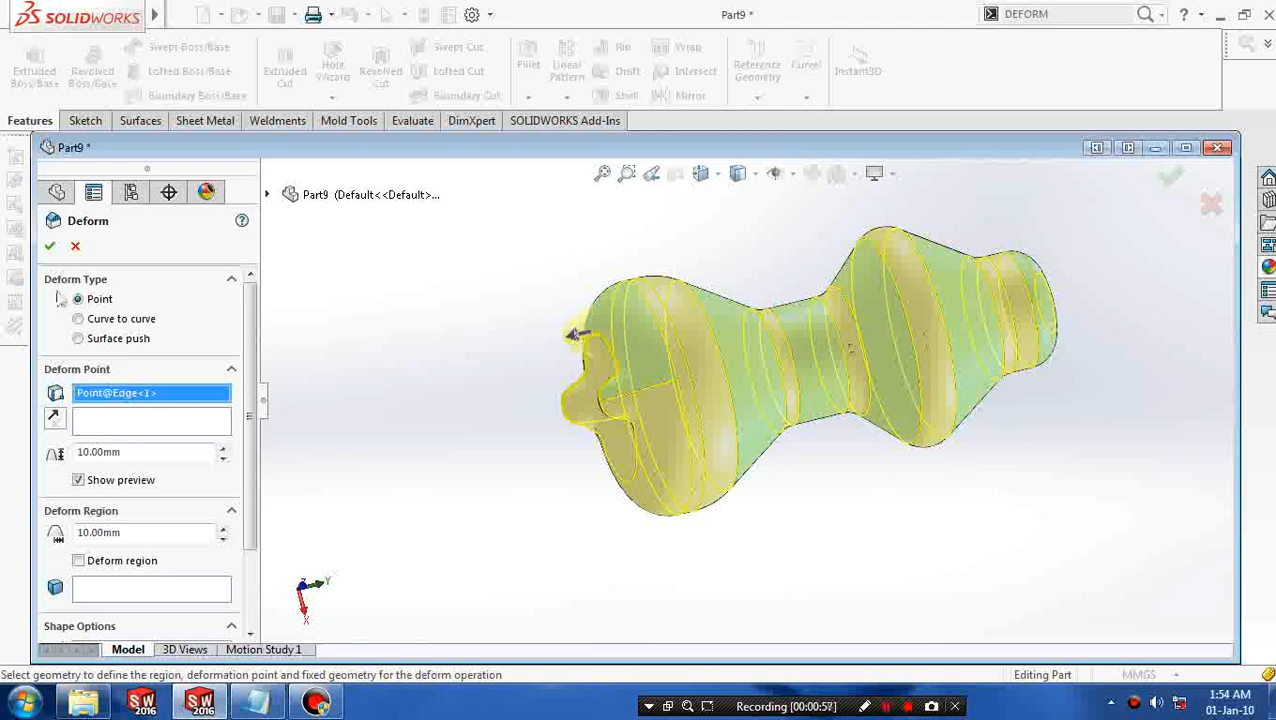 SOLIDWORKS
Part9 *
DEFORM
Extruded Boss/Base
Revolved Boss/Base
Swept Boss/Base
Lofted Boss/Base
Boundary Boss/Base
Extruded Cut
Hole Wizard
Revolved Cut
Swept Cut
Lofted Cut
Boundary Cut
Fillet
Linear Pattern
Rib
Draft
Shell
Wrap
Intersect
Mirror
Reference Geometry
Curves
Instant3D
Features Sketch Surfaces Sheet Metal Weldments Mold Tools Evaluate DimXpert SOLIDWORKS Add-Ins
Part9 *
Part9 (Default<<Default>...
Deform
Deform Type
Point
Curve to curve
Surface push
Deform Point
Point@Edge<1>
10.00mm
Show preview
Deform Region
10.00mm
Deform region
Shape Options
Y
Z
X
Model 3D Views Motion Study 1
Select geometry to define the region, deformation point and fixed geometry for the deform operation Editing Part MMGS
SW 2016
SW 2016
Recording [00:00:57]
1:54 AM
01-Jan-10